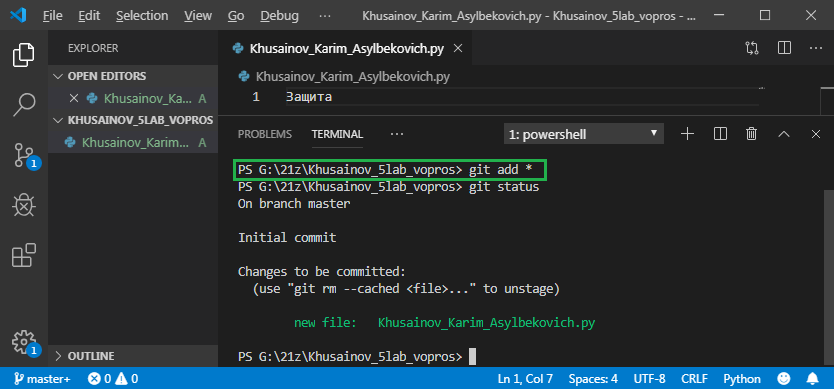 File Edit Selection View ··· Khusainov_Karim_Asylbekovich.py - Khusainov_5lab_vopros - ...
EXPLORER
OPEN EDITORS
Khusainov_Ka... A
KHUSAINOV_5LAB_VOPROS
Khusainov_Karim... A
OUTLINE
Khusainov_Karim_Asylbekovich.py
Khusainov_Karim_Asylbekovich.py
1 Защита
PROBLEMS TERMINAL ··· 1: powershell
PS G:\21z\Khusainov_5lab_vopros> git add *
PS G:\21z\Khusainov_5lab_vopros> git status
On branch master
Initial commit
Changes to be committed:
(use "git rm --cached <file>..." to unstage)
new file: Khusainov_Karim_Asylbekovich.py
PS G:\21z\Khusainov_5lab_vopros>
1
1
master+ 0 0 Ln 1, Col 7 Spaces: 4 UTF-8 CRLF Python